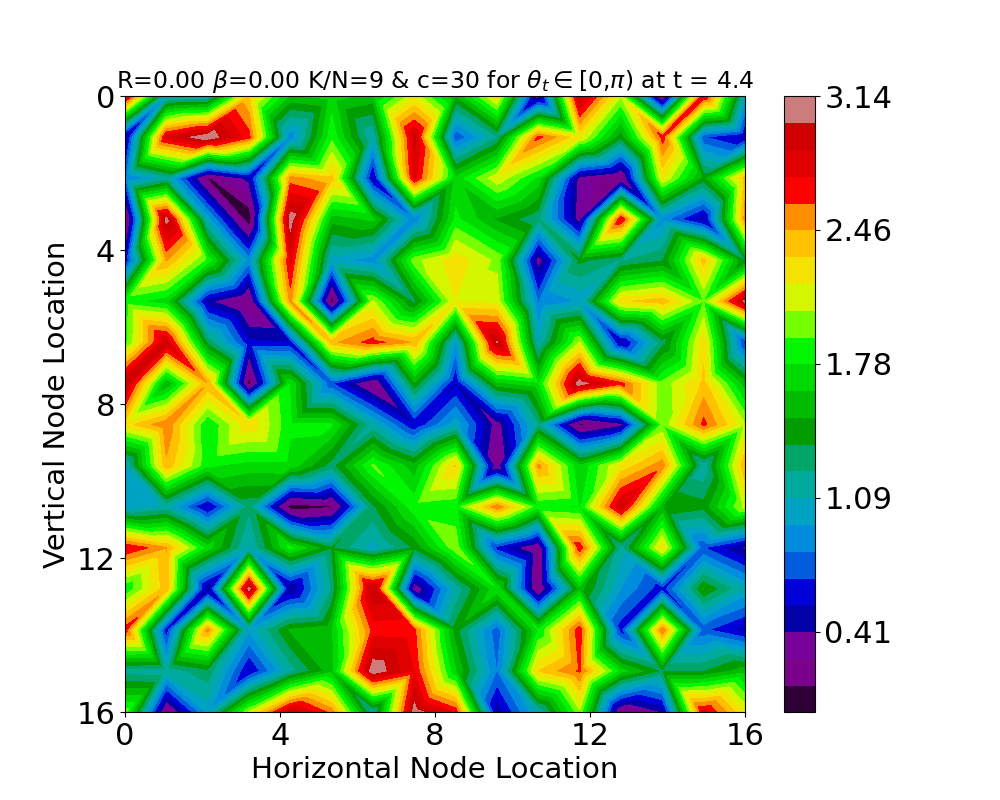 R=0.00 β=0.00 K/N=9 & c=30 for θₜ∈[0,π) at t = 4.4
0
4
8
12
16
Vertical Node Location
0 4 8 12 16
Horizontal Node Location
3.14
2.46
1.78
1.09
0.41